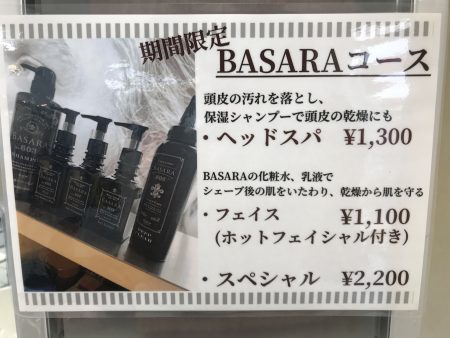 期間限定
BASARAコース
頭皮の汚れを落とし、
保湿シャンプーで頭皮の乾燥にも
・ヘッドスパ ¥1,300
BASARAの化粧水、乳液で
シェーブ後の肌をいたわり、乾燥から肌を守る
・フェイス ¥1,100
(ホットフェイシャル付き)
・スペシャル ¥2,200
BASARA
803
SHAMPOO
BASARA